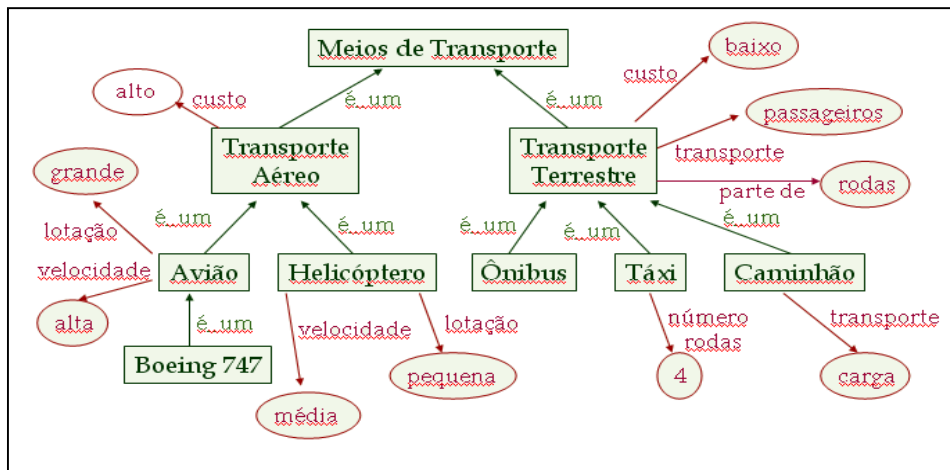 Meios de Transporte
baixo
custo
alto
custo
é_um
é_um
passageiros
Transporte
Aéreo
Transporte
Terrestre
transporte
grande
parte de
rodas
é_um
é_um
é_um
é_um
é_um
lotação
velocidade
Avião
Helicóptero
Ônibus
Táxi
Caminhão
alta
é_um
velocidade
lotação
número
rodas
transporte
Boeing 747
pequena
4
carga
média